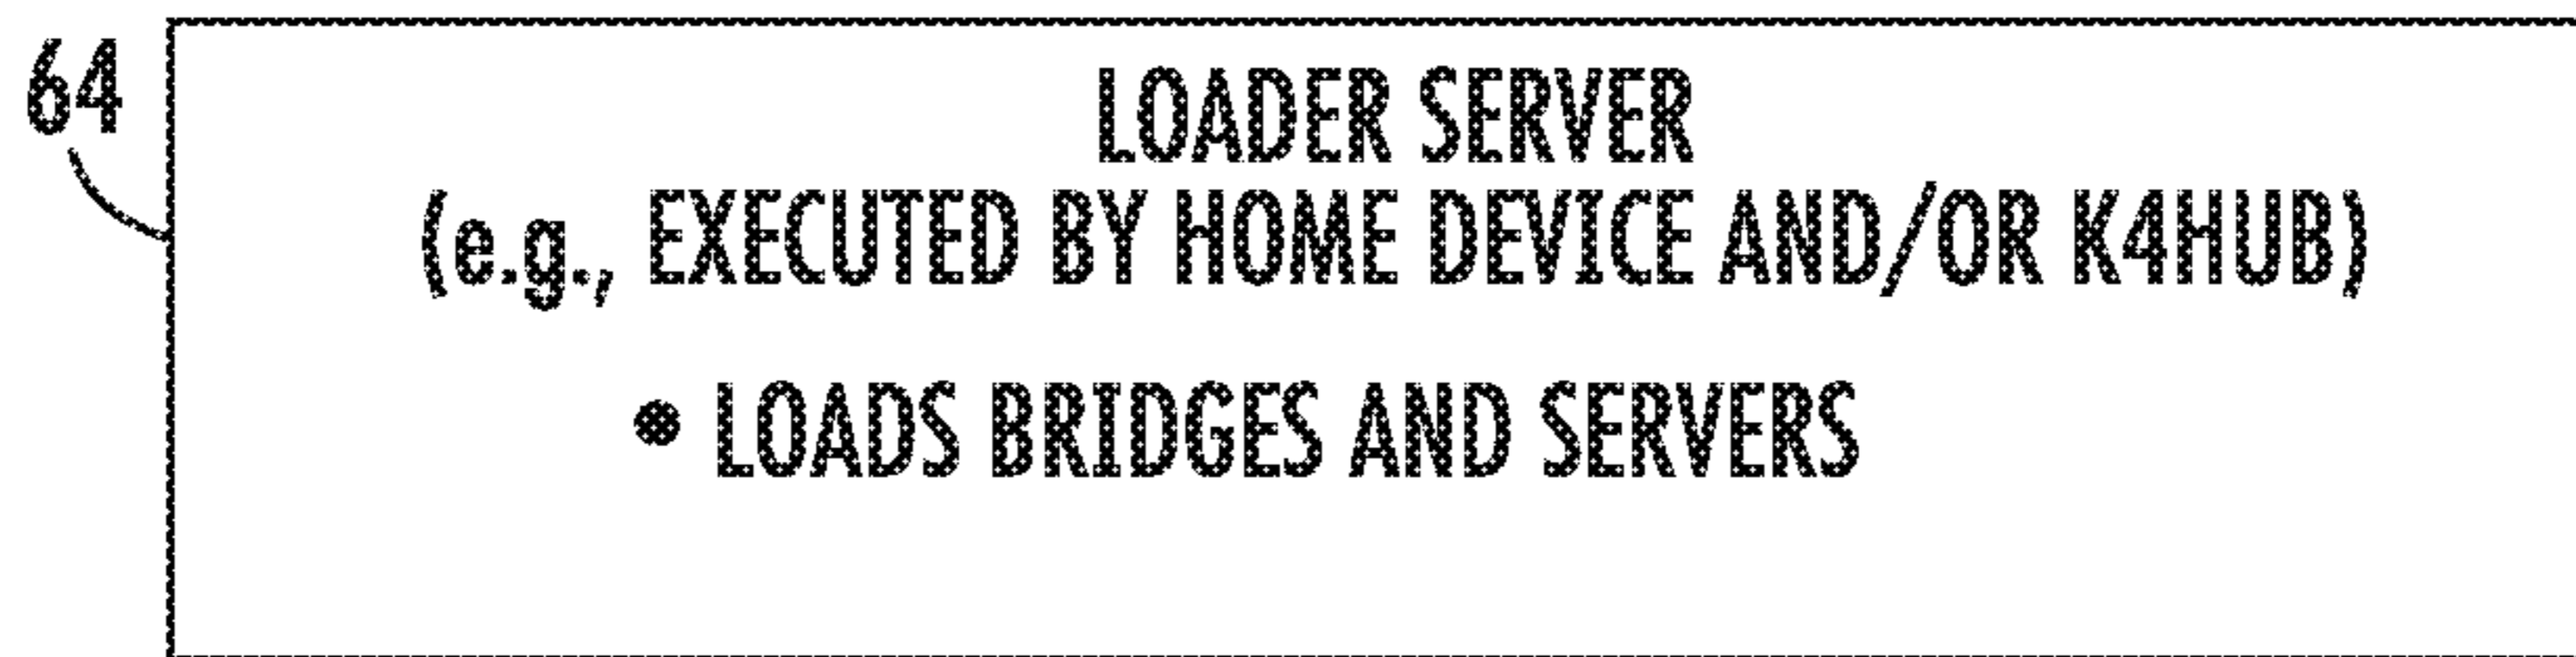 64
LOADER SERVER
(e.g., EXECUTED BY HOME DEVICE AND/OR K4HUB)
• LOADS BRIDGES AND SERVERS